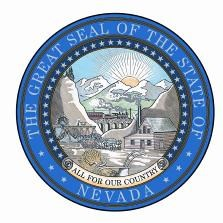 THE GREAT SEAL OF THE STATE OF
NEVADA
ALL FOR OUR COUNTRY